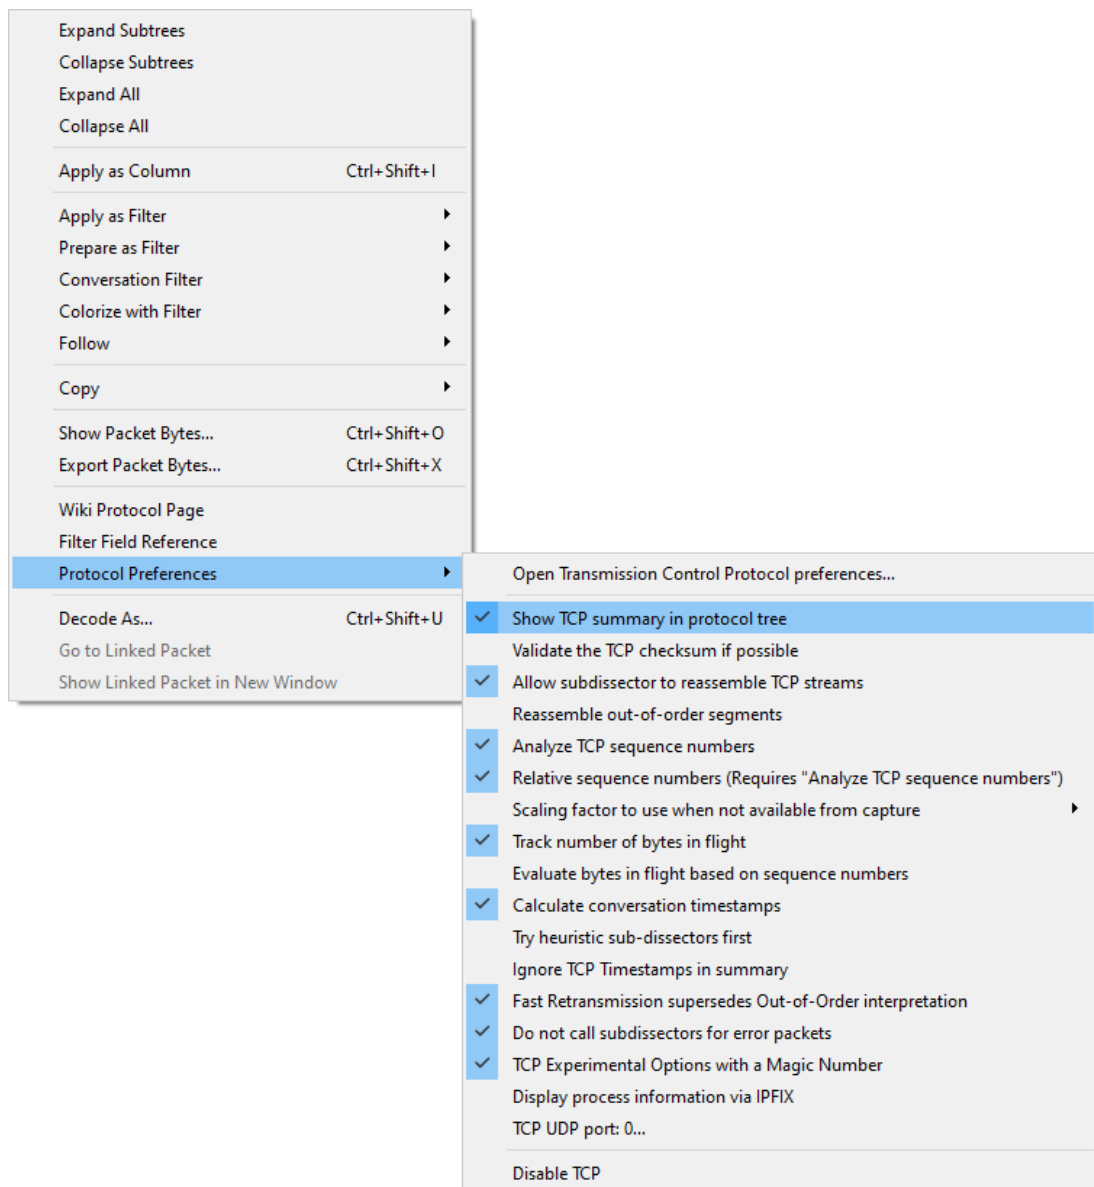 Expand Subtrees
Collapse Subtrees
Expand All
Collapse All
Apply as Column Ctrl+Shift+I
Apply as Filter
Prepare as Filter
Conversation Filter
Colorize with Filter
Follow
Copy
Show Packet Bytes... Ctrl+Shift+O
Export Packet Bytes... Ctrl+Shift+X
Wiki Protocol Page
Filter Field Reference
Protocol Preferences
Decode As... Ctrl+Shift+U
Go to Linked Packet
Show Linked Packet in New Window
Open Transmission Control Protocol preferences...
Show TCP summary in protocol tree
Validate the TCP checksum if possible
Allow subdissector to reassemble TCP streams
Reassemble out-of-order segments
Analyze TCP sequence numbers
Relative sequence numbers (Requires "Analyze TCP sequence numbers")
Scaling factor to use when not available from capture
Track number of bytes in flight
Evaluate bytes in flight based on sequence numbers
Calculate conversation timestamps
Try heuristic sub-dissectors first
Ignore TCP Timestamps in summary
Fast Retransmission supersedes Out-of-Order interpretation
Do not call subdissectors for error packets
TCP Experimental Options with a Magic Number
Display process information via IPFIX
TCP UDP port: 0...
Disable TCP